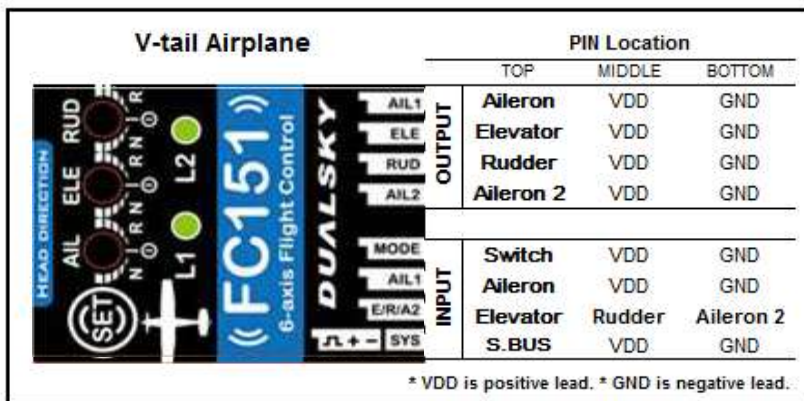 V-tail Airplane
PIN Location
TOP MIDDLE BOTTOM
OUTPUT
Aileron VDD GND
Elevator VDD GND
Rudder VDD GND
Aileron 2 VDD GND
INPUT
Switch VDD GND
Aileron VDD GND
Elevator Rudder Aileron 2
S.BUS VDD GND
* VDD is positive lead. * GND is negative lead.
HEAD DIRECTION
AIL ELE RUD
N R N R N R
SET
L1 L2
FC151
6-axis Flight Control
DUALSKY
AIL1
ELE
RUD
AIL2
MODE
AIL1
E/R/A2
+ − SYS